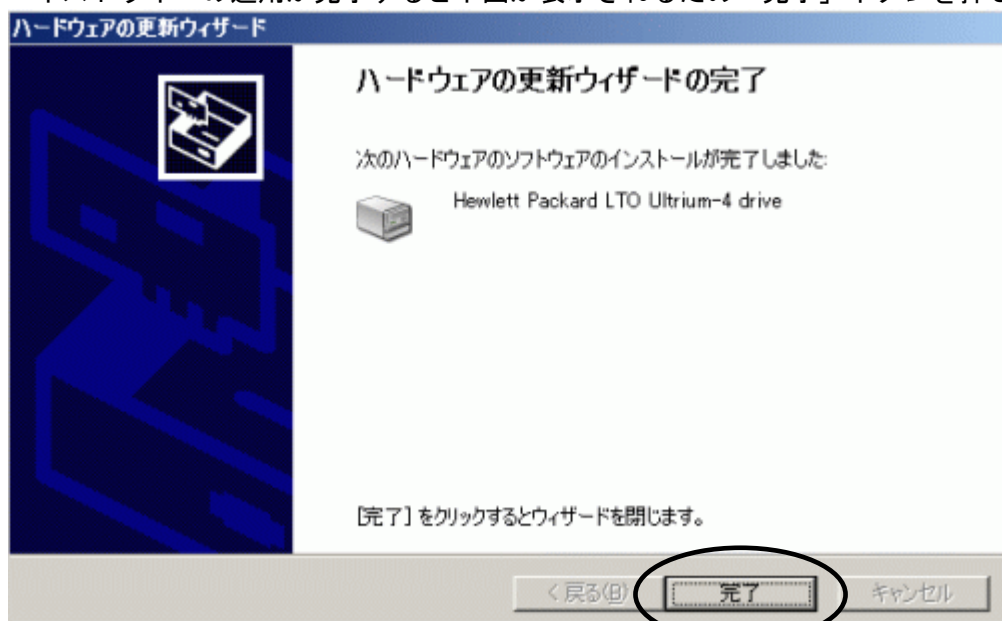 ハードウェアの更新ウィザード
ハードウェアの更新ウィザードの完了
次のハードウェアのソフトウェアのインストールが完了しました:
Hewlett Packard LTO Ultrium-4 drive
[完了] をクリックするとウィザードを閉じます。
< 戻る(B) 完了 キャンセル